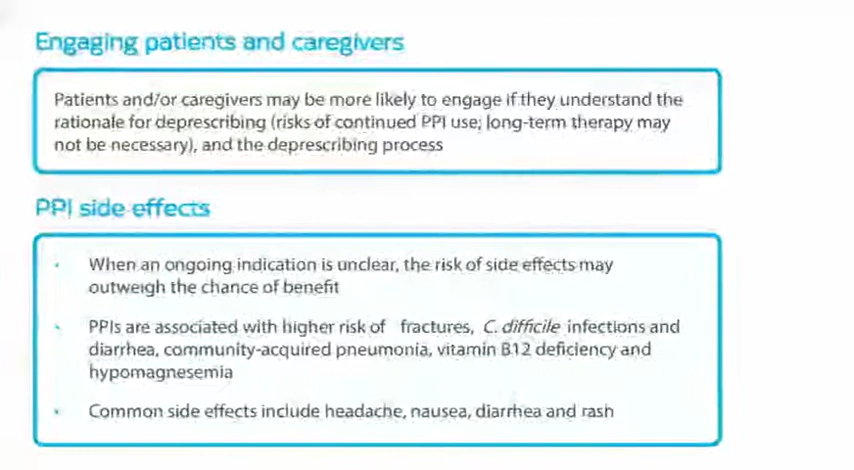 Engaging patients and caregivers
Patients and/or caregivers may be more likely to engage if they understand the
rationale for deprescribing (risks of continued PPI use; long-term therapy may
not be necessary), and the deprescribing process
PPI side effects
• When an ongoing indication is unclear, the risk of side effects may
outweigh the chance of benefit
• PPIs are associated with higher risk of fractures, C. difficile infections and
diarrhea, community-acquired pneumonia, vitamin B12 deficiency and
hypomagnesemia
• Common side effects include headache, nausea, diarrhea and rash